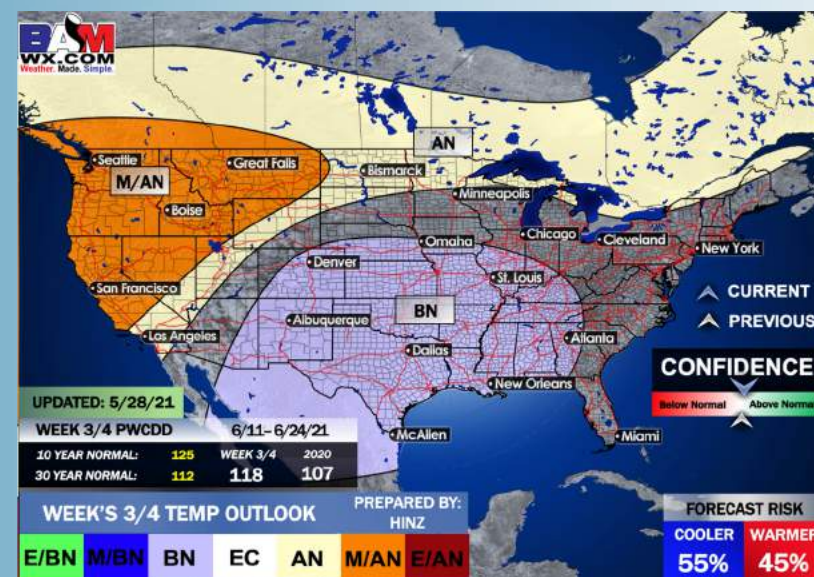 BAM
WX.COM
Weather. Made. Simple.
AN
Seattle
Great Falls
Bismarck
M/AN
Minneapolis
Boise
Omaha
Chicago
Cleveland
New York
Denver
San Francisco
St. Louis
CURRENT
BN
Albuquerque
PREVIOUS
Los Angeles
Atlanta
Dallas
CONFIDENCE
New Orleans
Below Normal Above Normal
UPDATED: 5/28/21
WEEK 3/4 PWCDD 6/11– 6/24/21
McAllen
Miami
10 YEAR NORMAL: 125 WEEK 3/4 2020
30 YEAR NORMAL: 112 118 107
WEEK'S 3/4 TEMP OUTLOOK
PREPARED BY:
HINZ
FORECAST RISK
COOLER WARMER
55% 45%
E/BN M/BN BN EC AN M/AN E/AN